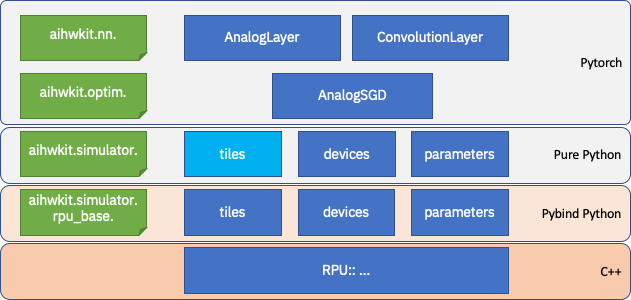 aihwkit.nn.
AnalogLayer
ConvolutionLayer
Pytorch
aihwkit.optim.
AnalogSGD
aihwkit.simulator.
tiles
devices
parameters
Pure Python
aihwkit.simulator.
rpu_base.
tiles
devices
parameters
Pybind Python
RPU:: ...
C++